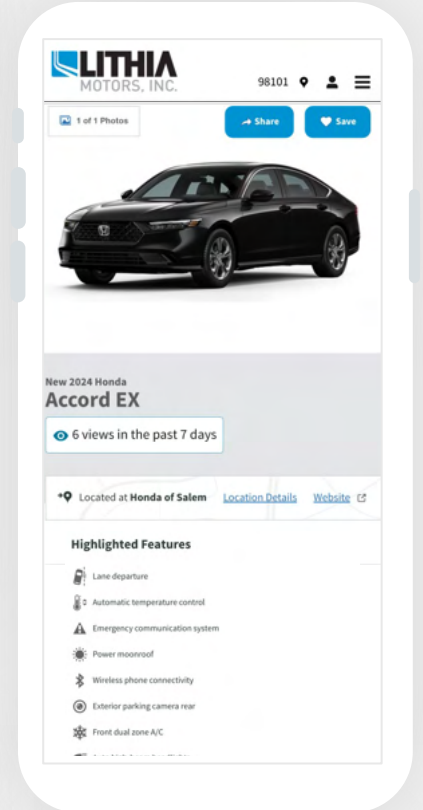 LITHIA
MOTORS, INC.
98101
1 of 1 Photos
Share
Save
New 2024 Honda
Accord EX
6 views in the past 7 days
Located at Honda of Salem Location Details Website
Highlighted Features
Lane departure
Automatic temperature control
Emergency communication system
Power moonroof
Wireless phone connectivity
Exterior parking camera rear
Front dual zone A/C